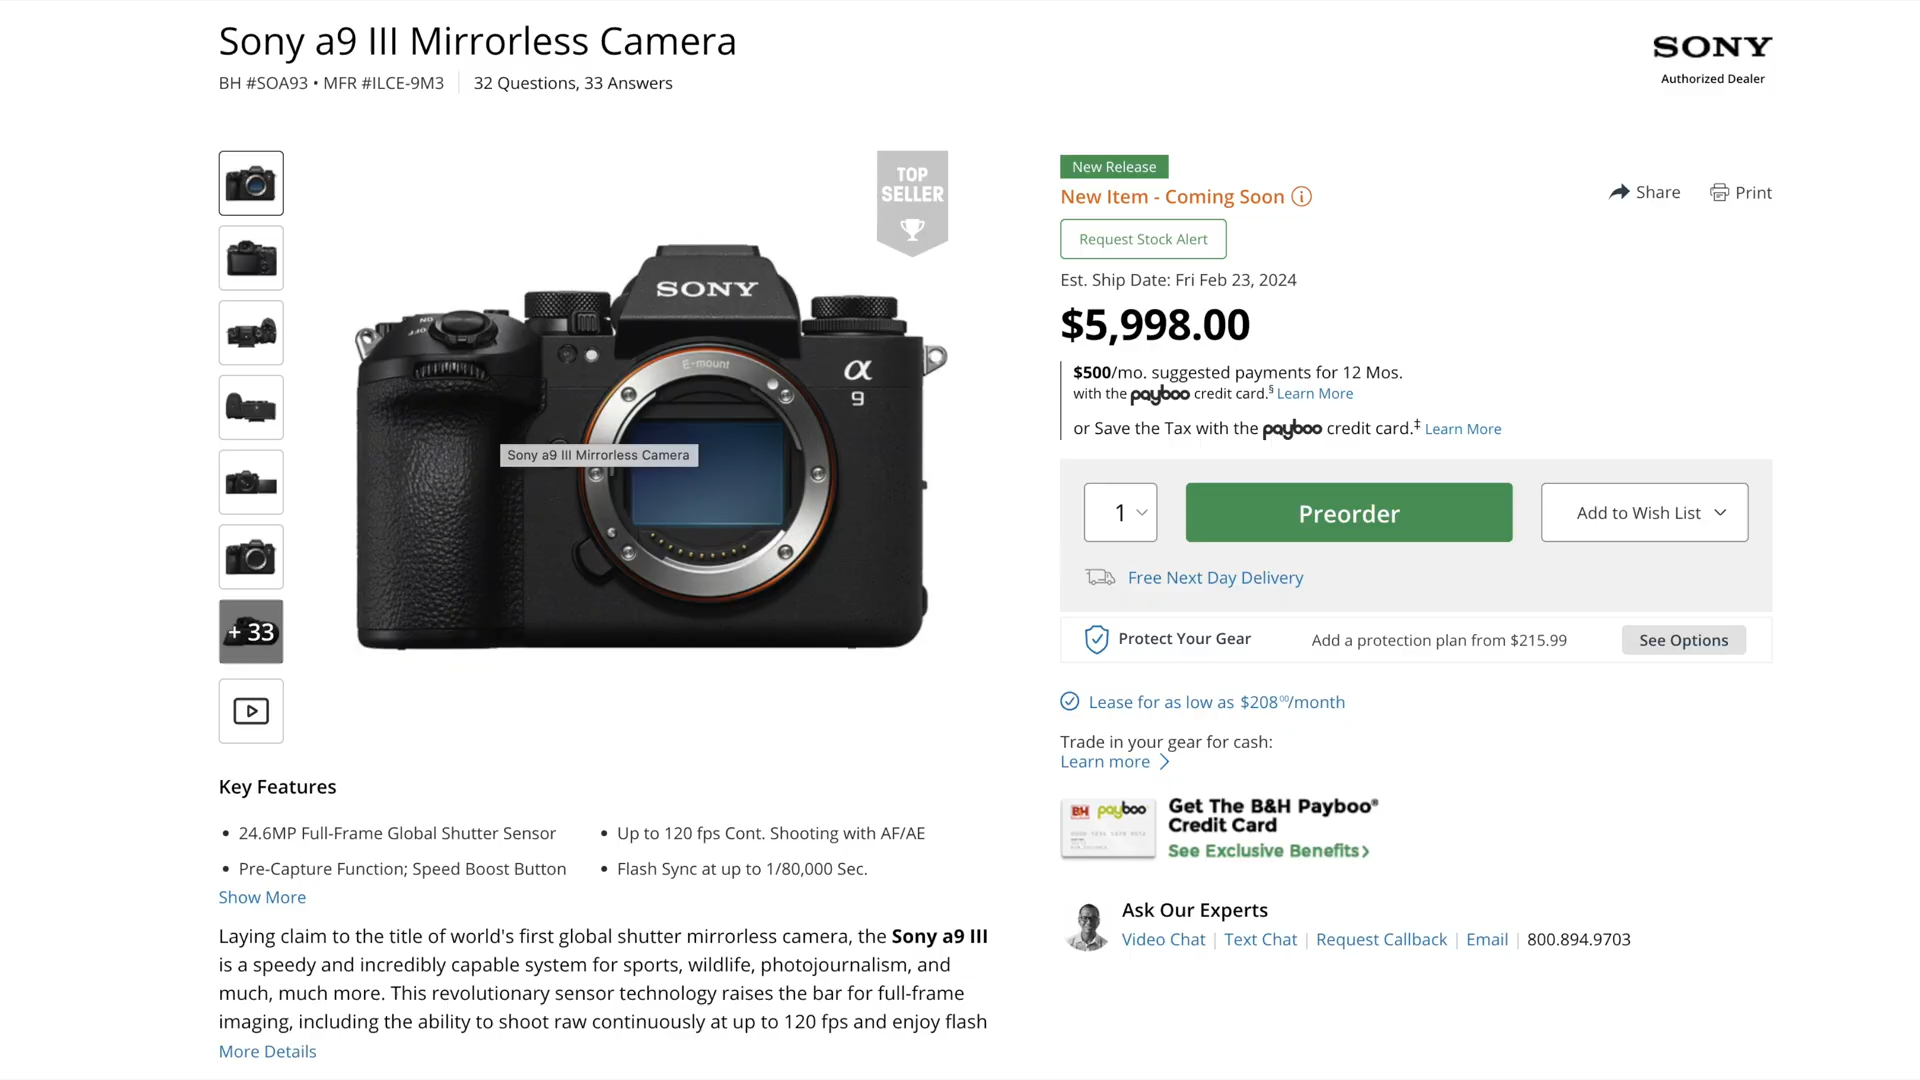 Sony a9 III Mirrorless Camera
BH #SOA93 • MFR #ILCE-9M3
32 Questions, 33 Answers
SONY
Authorized Dealer
TOP
SELLER
SONY
E-mount
α
9
ON
OFF
Sony a9 III Mirrorless Camera
+ 33
New Release
New Item - Coming Soon
Share
Print
Request Stock Alert
Est. Ship Date: Fri Feb 23, 2024
$5,998.00
$500/mo. suggested payments for 12 Mos.
with the payboo credit card.§ Learn More
or Save the Tax with the payboo credit card.‡ Learn More
1
Preorder
Add to Wish List
Free Next Day Delivery
Protect Your Gear
Add a protection plan from $215.99
See Options
Lease for as low as $208.00/month
Trade in your gear for cash:
Learn more
BH payboo
Get The B&H Payboo®
Credit Card
See Exclusive Benefits
Ask Our Experts
Video Chat | Text Chat | Request Callback | Email | 800.894.9703
Key Features
• 24.6MP Full-Frame Global Shutter Sensor
• Up to 120 fps Cont. Shooting with AF/AE
• Pre-Capture Function; Speed Boost Button
• Flash Sync at up to 1/80,000 Sec.
Show More
Laying claim to the title of world's first global shutter mirrorless camera, the Sony a9 III
is a speedy and incredibly capable system for sports, wildlife, photojournalism, and
much, much more. This revolutionary sensor technology raises the bar for full-frame
imaging, including the ability to shoot raw continuously at up to 120 fps and enjoy flash
More Details